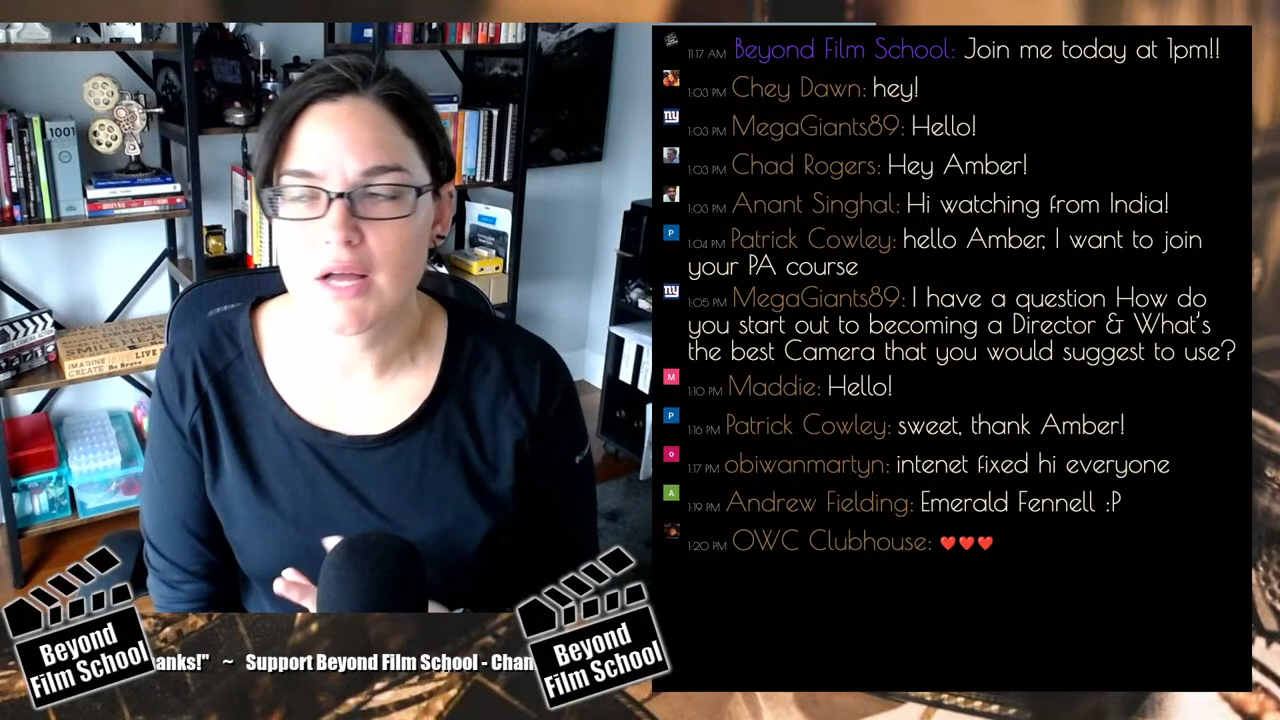 1001
IMAGINE
LIVE
CREATE
Be Brave
11:17 AM Beyond Film School: Join me today at 1pm!!
1:03 PM Chey Dawn: hey!
1:03 PM MegaGiants89: Hello!
1:03 PM Chad Rogers: Hey Amber!
1:03 PM Anant Singhal: Hi watching from India!
P 1:04 PM Patrick Cowley: hello Amber, I want to join
your PA course
1:05 PM MegaGiants89: I have a question How do
you start out to becoming a Director & What's
the best Camera that you would suggest to use?
M 1:10 PM Maddie: Hello!
P 1:16 PM Patrick Cowley: sweet, thank Amber!
o 1:17 PM obiwanmartyn: intenet fixed hi everyone
A 1:19 PM Andrew Fielding: Emerald Fennell :P
1:20 PM OWC Clubhouse: ❤❤❤
Beyond
Film School
anks!" ~ Support Beyond Film School - Chan
Beyond
Film School